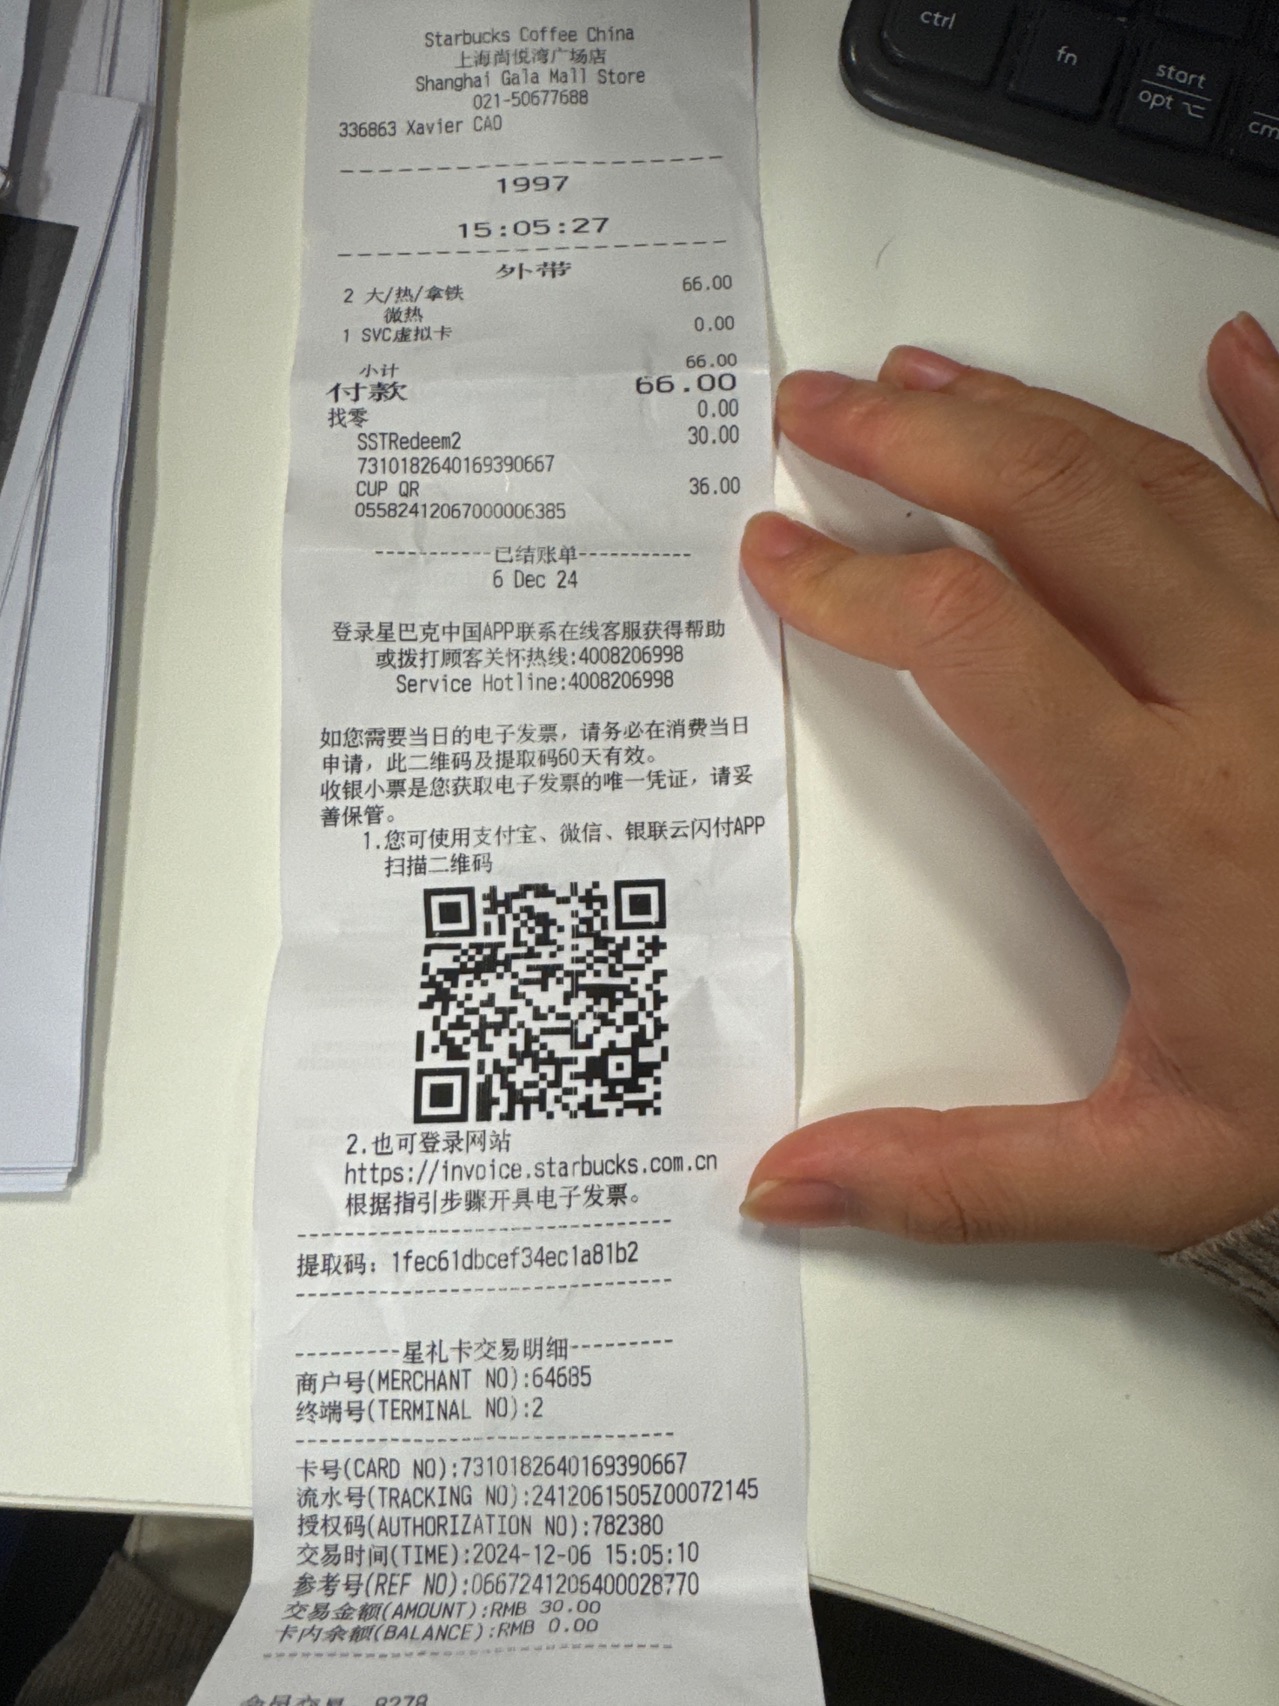 ctrl
fn
start
opt ⌥
Starbucks Coffee China
上海尚悦湾广场店
Shanghai Gala Mall Store
021-50677688
336863 Xavier CAO
1997
15:05:27
外带
2 大/热/拿铁 66.00
微热
1 SVC虚拟卡 0.00
小计 66.00
付款 66.00
找零 0.00
SSTRedeem2 30.00
7310182640169390667
CUP QR 36.00
05582412067000006385
-----------已结账单-----------
6 Dec 24
登录星巴克中国APP联系在线客服获得帮助
或拨打顾客关怀热线:4008206998
Service Hotline:4008206998
如您需要当日的电子发票，请务必在消费当日
申请，此二维码及提取码60天有效。
收银小票是您获取电子发票的唯一凭证，请妥
善保管。
1.您可使用支付宝、微信、银联云闪付APP
扫描二维码
2.也可登录网站
https://invoice.starbucks.com.cn
根据指引步骤开具电子发票。
提取码：1fec61dbcef34ec1a81b2
---------星礼卡交易明细---------
商户号(MERCHANT NO):64685
终端号(TERMINAL NO):2
卡号(CARD NO):7310182640169390667
流水号(TRACKING NO):2412061505Z00072145
授权码(AUTHORIZATION NO):782380
交易时间(TIME):2024-12-06 15:05:10
参考号(REF NO):0667241206400028770
交易金额(AMOUNT):RMB 30.00
卡内余额(BALANCE):RMB 0.00
8278